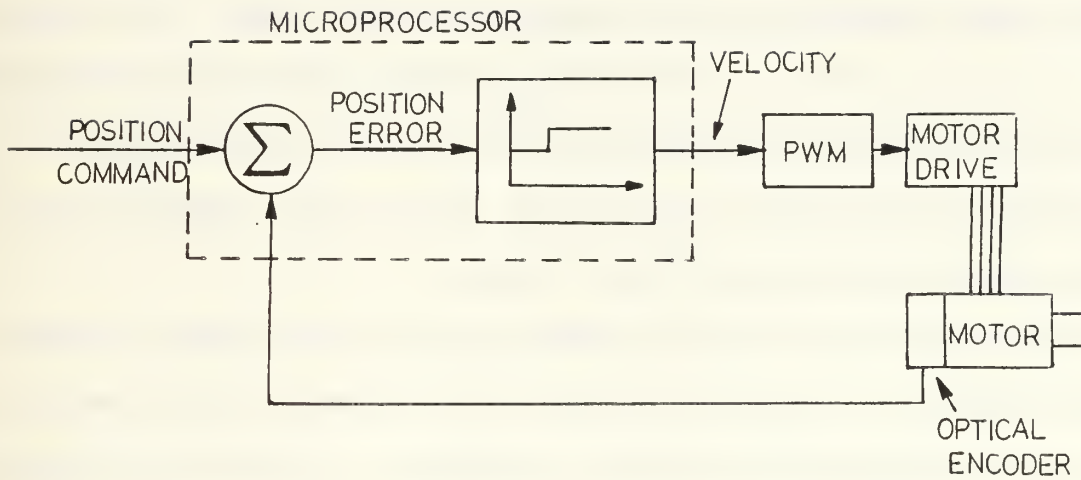 MICROPROCESSOR
POSITION
COMMAND
Σ
POSITION
ERROR
VELOCITY
PWM
MOTOR
DRIVE
MOTOR
OPTICAL
ENCODER